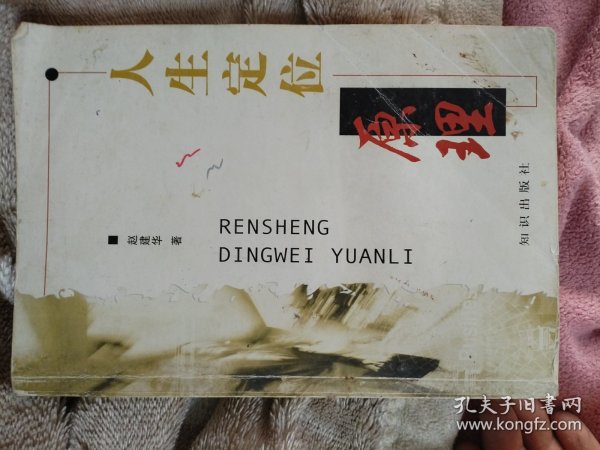 人生定位
原理
RENSHENG
DINGWEI YUANLI
赵建华 著
知识出版社
孔夫子旧书网
www.kongfz.com